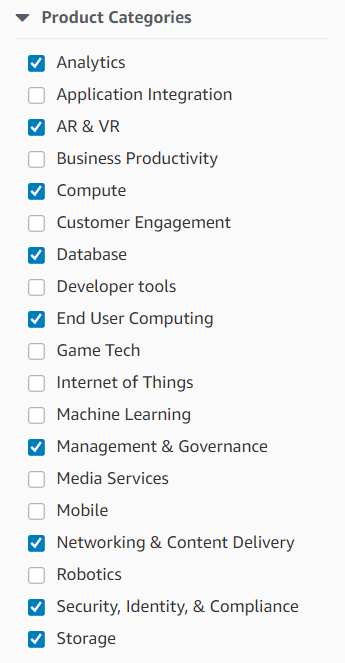 Product Categories
Analytics
Application Integration
AR & VR
Business Productivity
Compute
Customer Engagement
Database
Developer tools
End User Computing
Game Tech
Internet of Things
Machine Learning
Management & Governance
Media Services
Mobile
Networking & Content Delivery
Robotics
Security, Identity, & Compliance
Storage